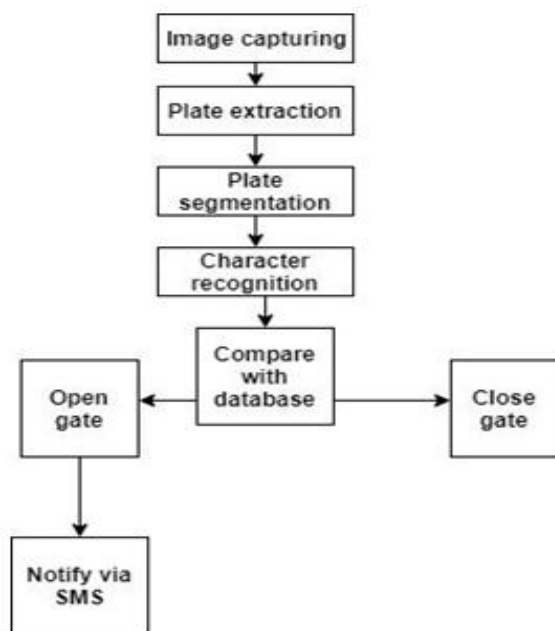 Image capturing
Plate extraction
Plate
segmentation
Character
recognition
Compare
with
database
Open
gate
Close
gate
Notify via
SMS